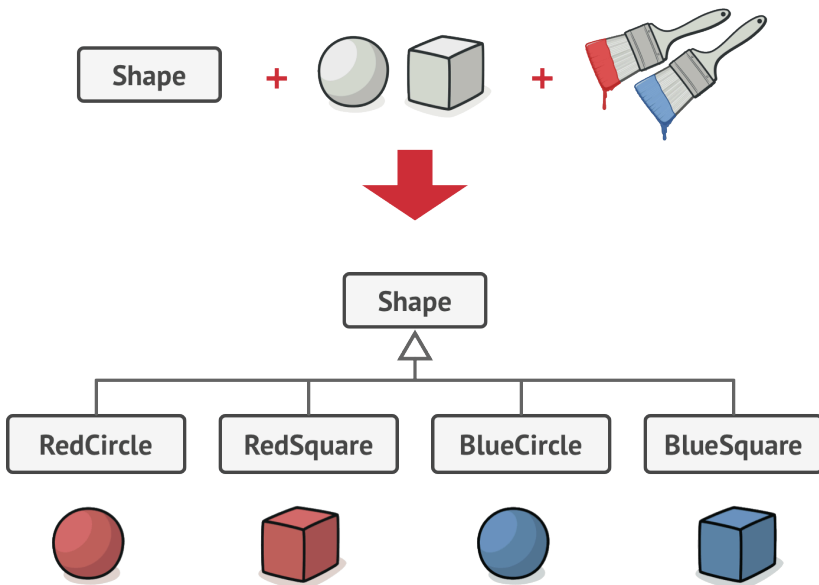 Shape
+
+
Shape
RedCircle
RedSquare
BlueCircle
BlueSquare